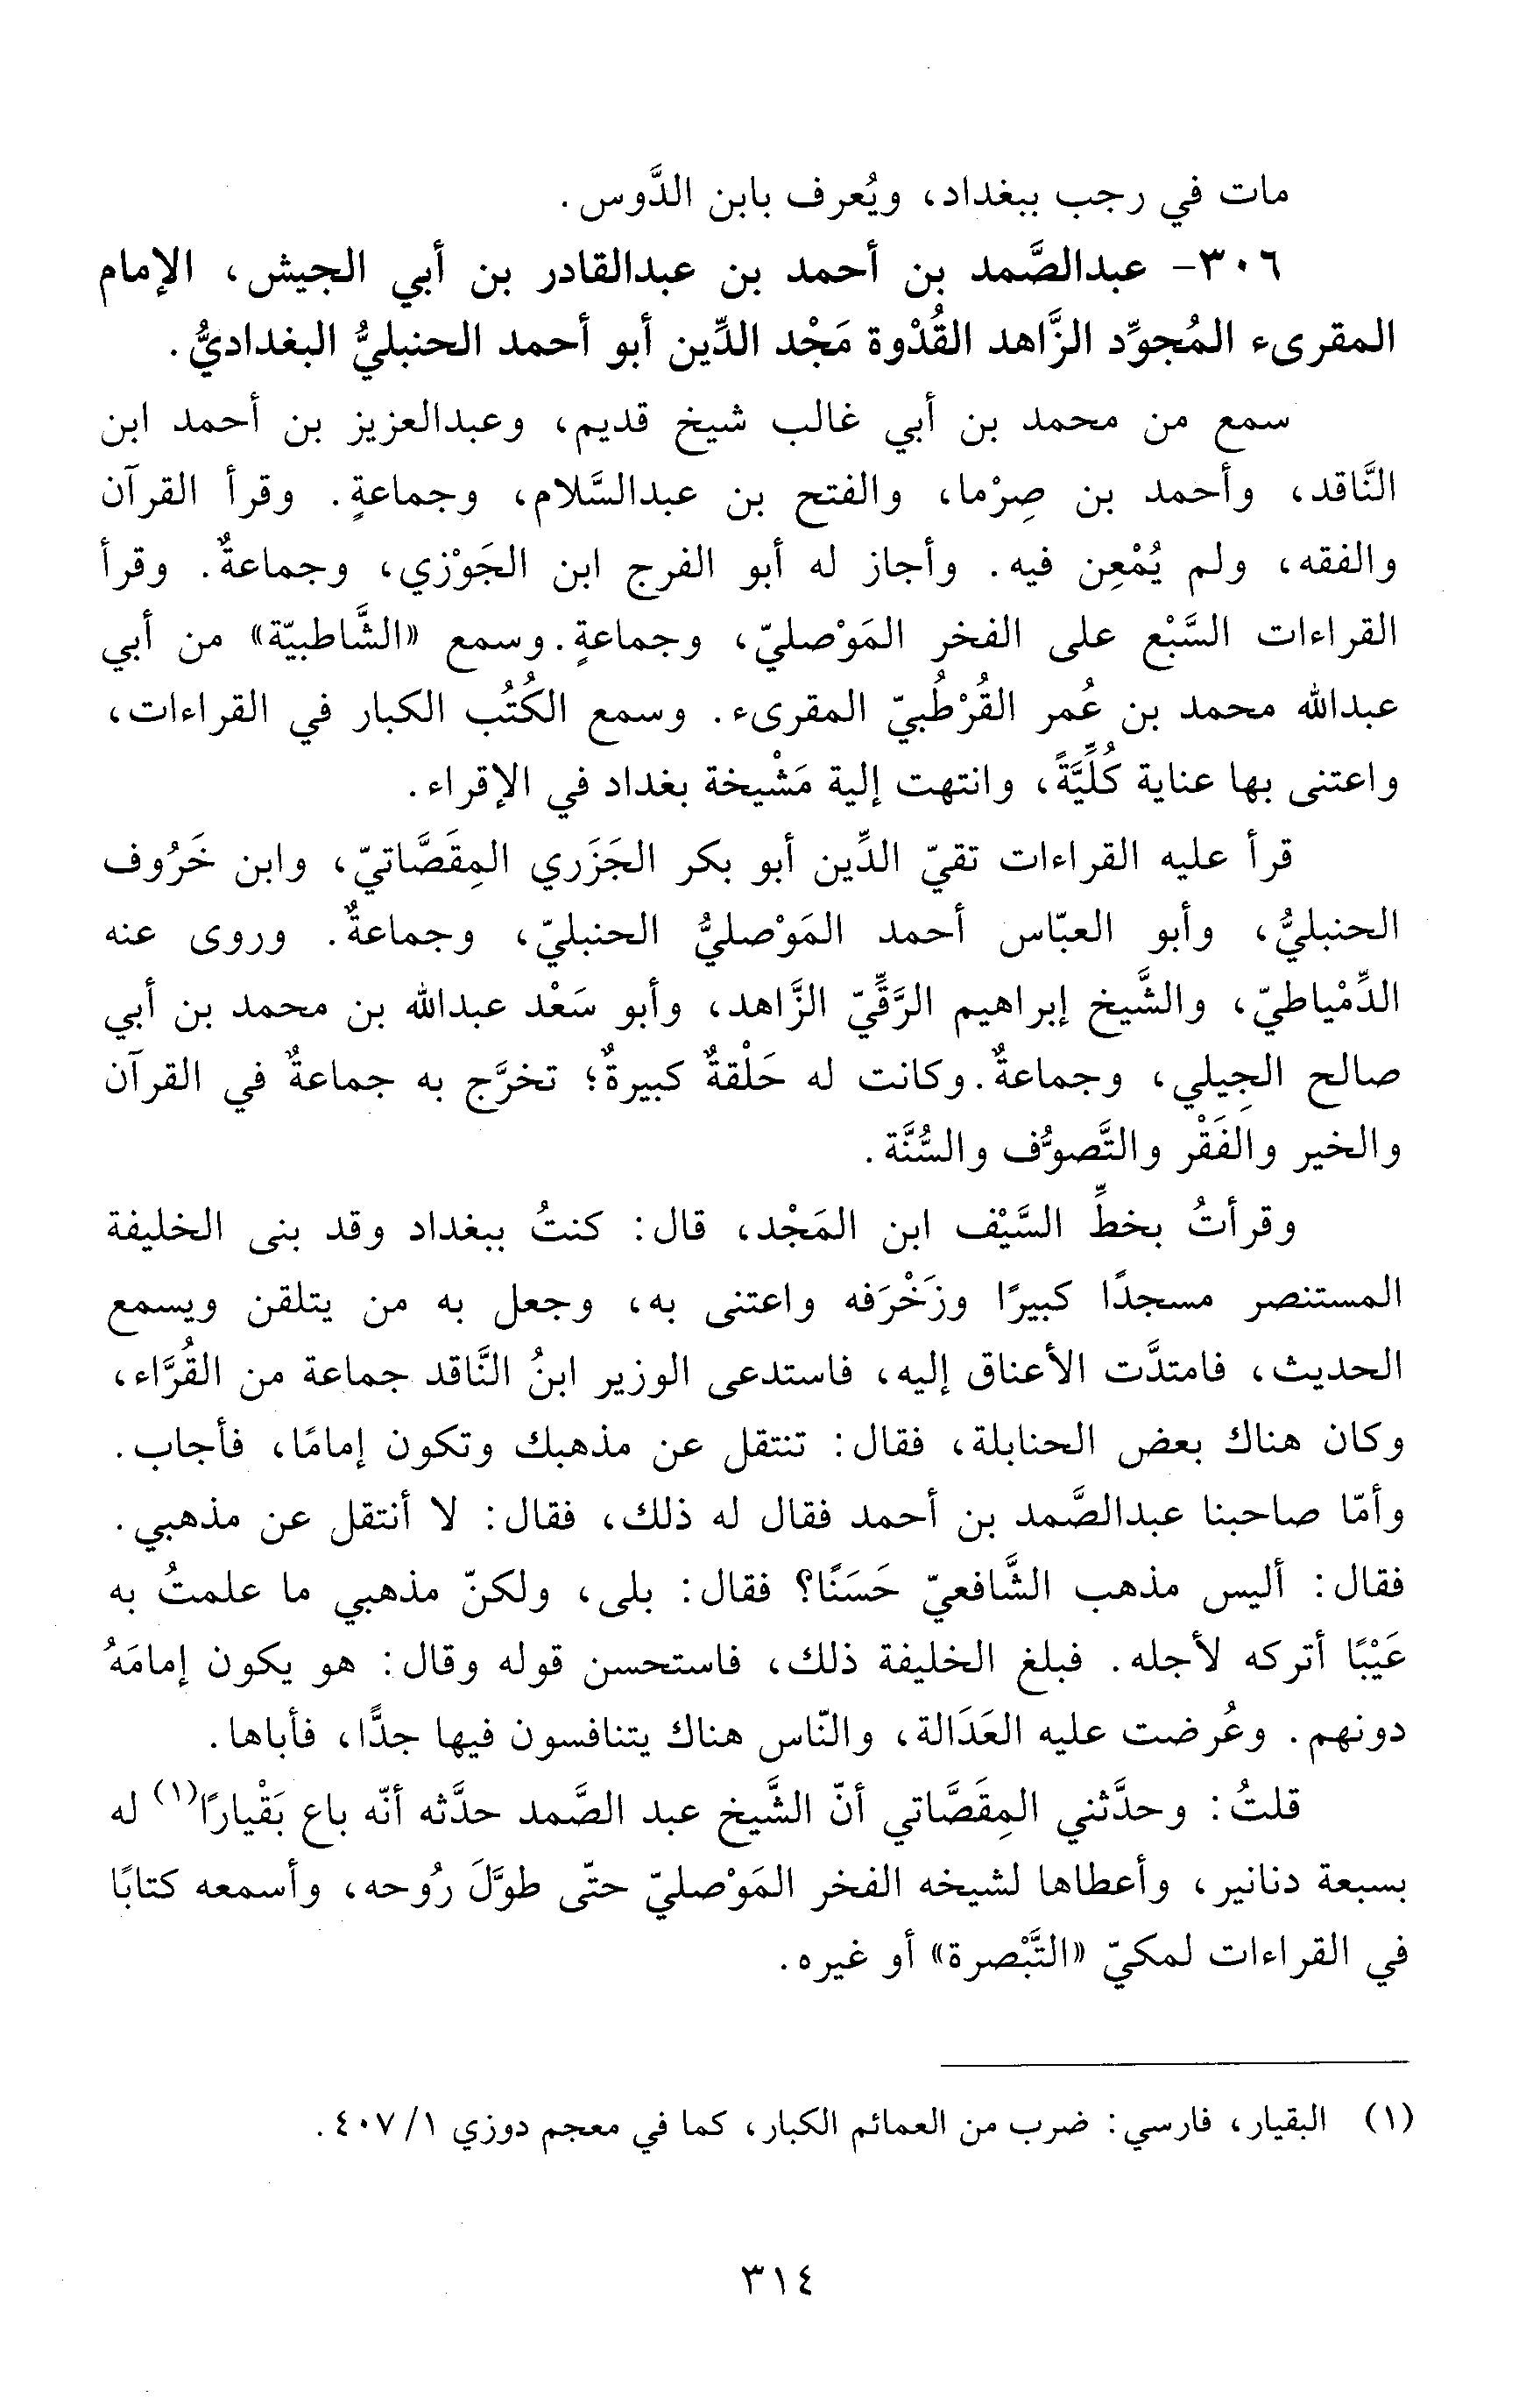 مات في رجب ببغداد، ويُعرف بابن الدَّوس.
٣٠٦- عبدالصَّمد بن أحمد بن عبدالقادر بن أبي الجيش، الإمام
المقرىء المُجوِّد الزَّاهد القُدْوة مَجْد الدِّين أبو أحمد الحنبليُّ البغداديُّ.
سمع من محمد بن أبي غالب شيخ قديم، وعبدالعزيز بن أحمد ابن
النَّاقد، وأحمد بن صِرْما، والفتح بن عبدالسَّلام، وجماعةٍ. وقرأ القرآن
والفقه، ولم يُمْعِن فيه. وأجاز له أبو الفرج ابن الجَوْزي، وجماعةٌ. وقرأ
القراءات السَّبْع على الفخر المَوْصليّ، وجماعةٍ. وسمع «الشَّاطبيّة» من أبي
عبدالله محمد بن عُمر القُرْطُبيّ المقرىء. وسمع الكُتُب الكبار في القراءات،
واعتنى بها عناية كُلِّيَّةً، وانتهت إلية مَشْيخة بغداد في الإقراء.
قرأ عليه القراءات تقيّ الدِّين أبو بكر الجَزَري المِقَصَّاتيّ، وابن خَرُوف
الحنبليُّ، وأبو العبّاس أحمد المَوْصليُّ الحنبليّ، وجماعةٌ. وروى عنه
الدِّمْياطيّ، والشَّيخ إبراهيم الرَّقِّيّ الزَّاهد، وأبو سَعْد عبدالله بن محمد بن أبي
صالح الجِيلي، وجماعةٌ. وكانت له حَلْقةٌ كبيرةٌ؛ تخرَّج به جماعةٌ في القرآن
والخير والفَقْر والتَّصوُّف والسُّنَّة.
وقرأتُ بخطِّ السَّيْف ابن المَجْد، قال: كنتُ ببغداد وقد بنى الخليفة
المستنصر مسجدًا كبيرًا وزَخْرَفه واعتنى به، وجعل به من يتلقن ويسمع
الحديث، فامتدَّت الأعناق إليه، فاستدعى الوزير ابنُ النَّاقد جماعة من القُرَّاء،
وكان هناك بعض الحنابلة، فقال: تنتقل عن مذهبك وتكون إمامًا، فأجاب.
وأمّا صاحبنا عبدالصَّمد بن أحمد فقال له ذلك، فقال: لا أنتقل عن مذهبي.
فقال: أليس مذهب الشَّافعيّ حَسَنًا؟ فقال: بلى، ولكنّ مذهبي ما علمتُ به
عَيْبًا أتركه لأجله. فبلغ الخليفة ذلك، فاستحسن قوله وقال: هو يكون إمامَهُ
دونهم. وعُرضت عليه العَدَالة، والنّاس هناك يتنافسون فيها جدًّا، فأباها.
قلتُ: وحدَّثني المِقَصَّاتي أنّ الشَّيخ عبد الصَّمد حدَّثه أنّه باع بَقْيارًا(١) له
بسبعة دنانير، وأعطاها لشيخه الفخر المَوْصليّ حتّى طوَّلَ رُوحه، وأسمعه كتابًا
في القراءات لمكيّ «التَّبْصرة» أو غيره.
(١) البقيار، فارسي: ضرب من العمائم الكبار، كما في معجم دوزي ١/ ٤٠٧.
٣١٤